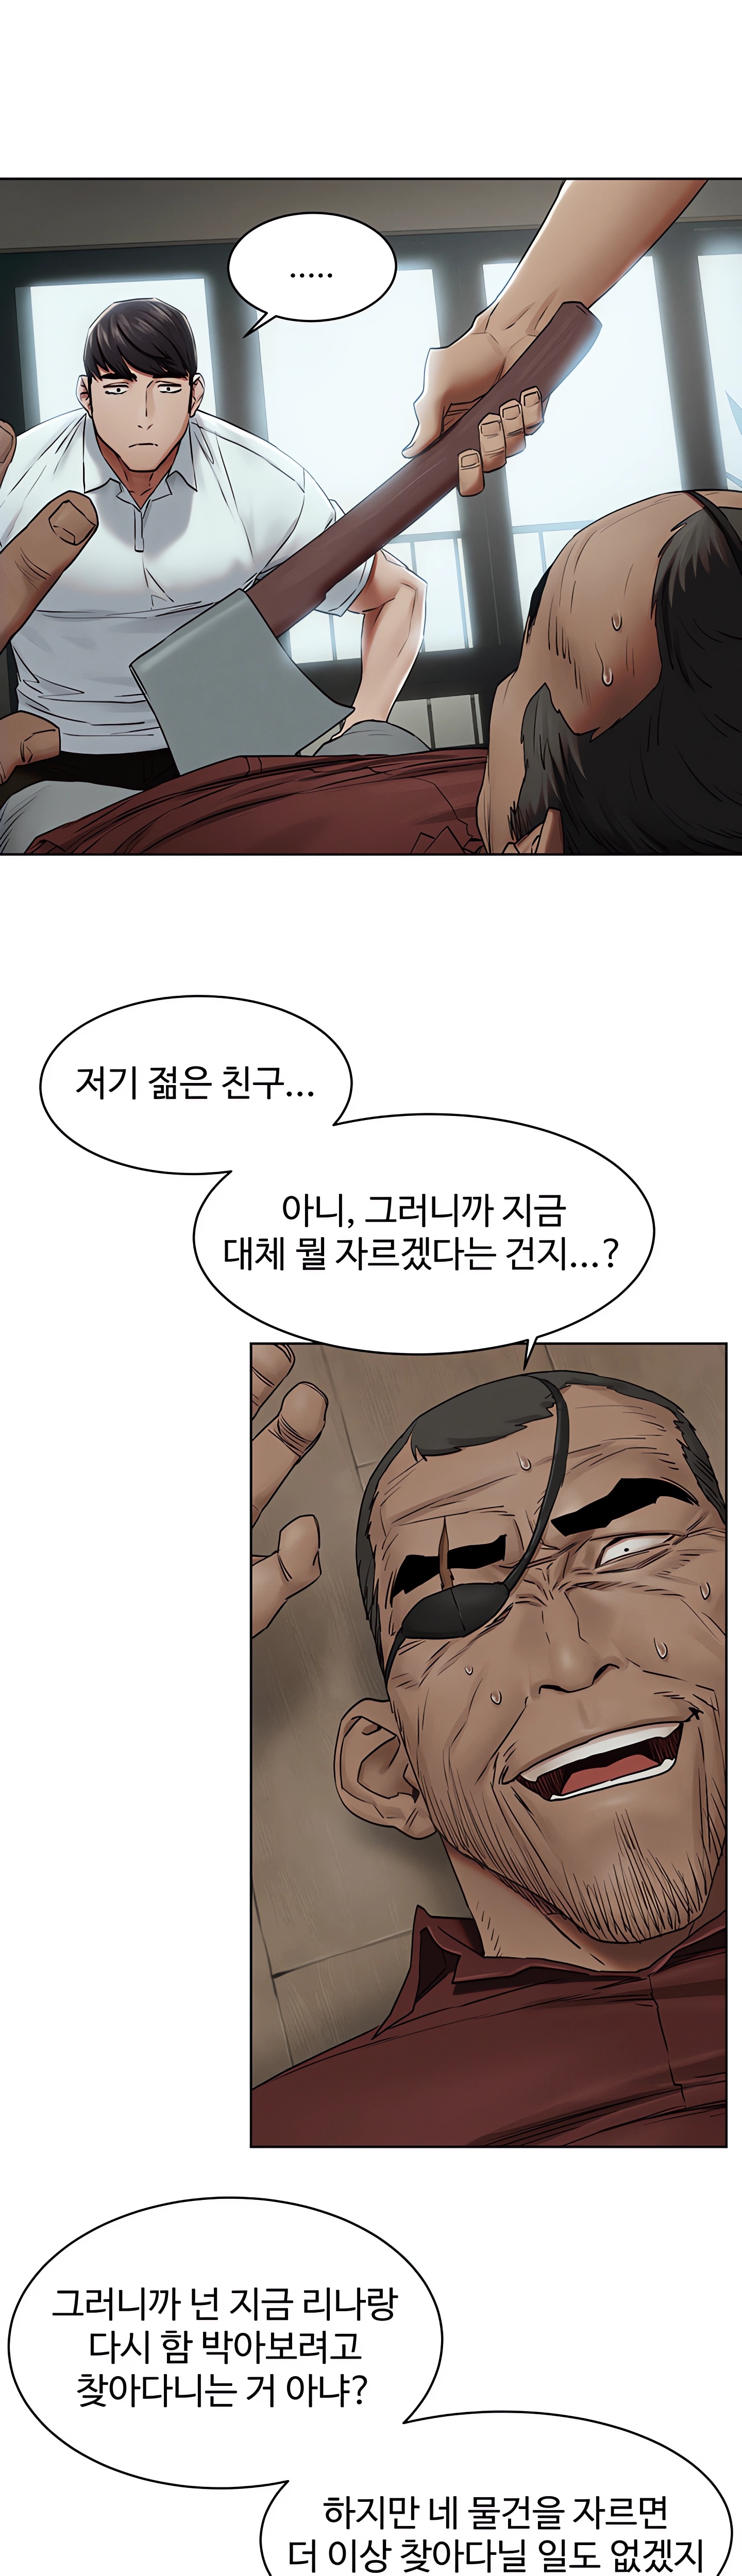 .....
저기 젊은 친구...
아니, 그러니까 지금
대체 뭘 자르겠다는 건지...?
그러니까 넌 지금 리나랑
다시 함 박아보려고
찾아다니는 거 아냐?
하지만 네 물건을 자르면
더 이상 찾아다닐 일도 없겠지